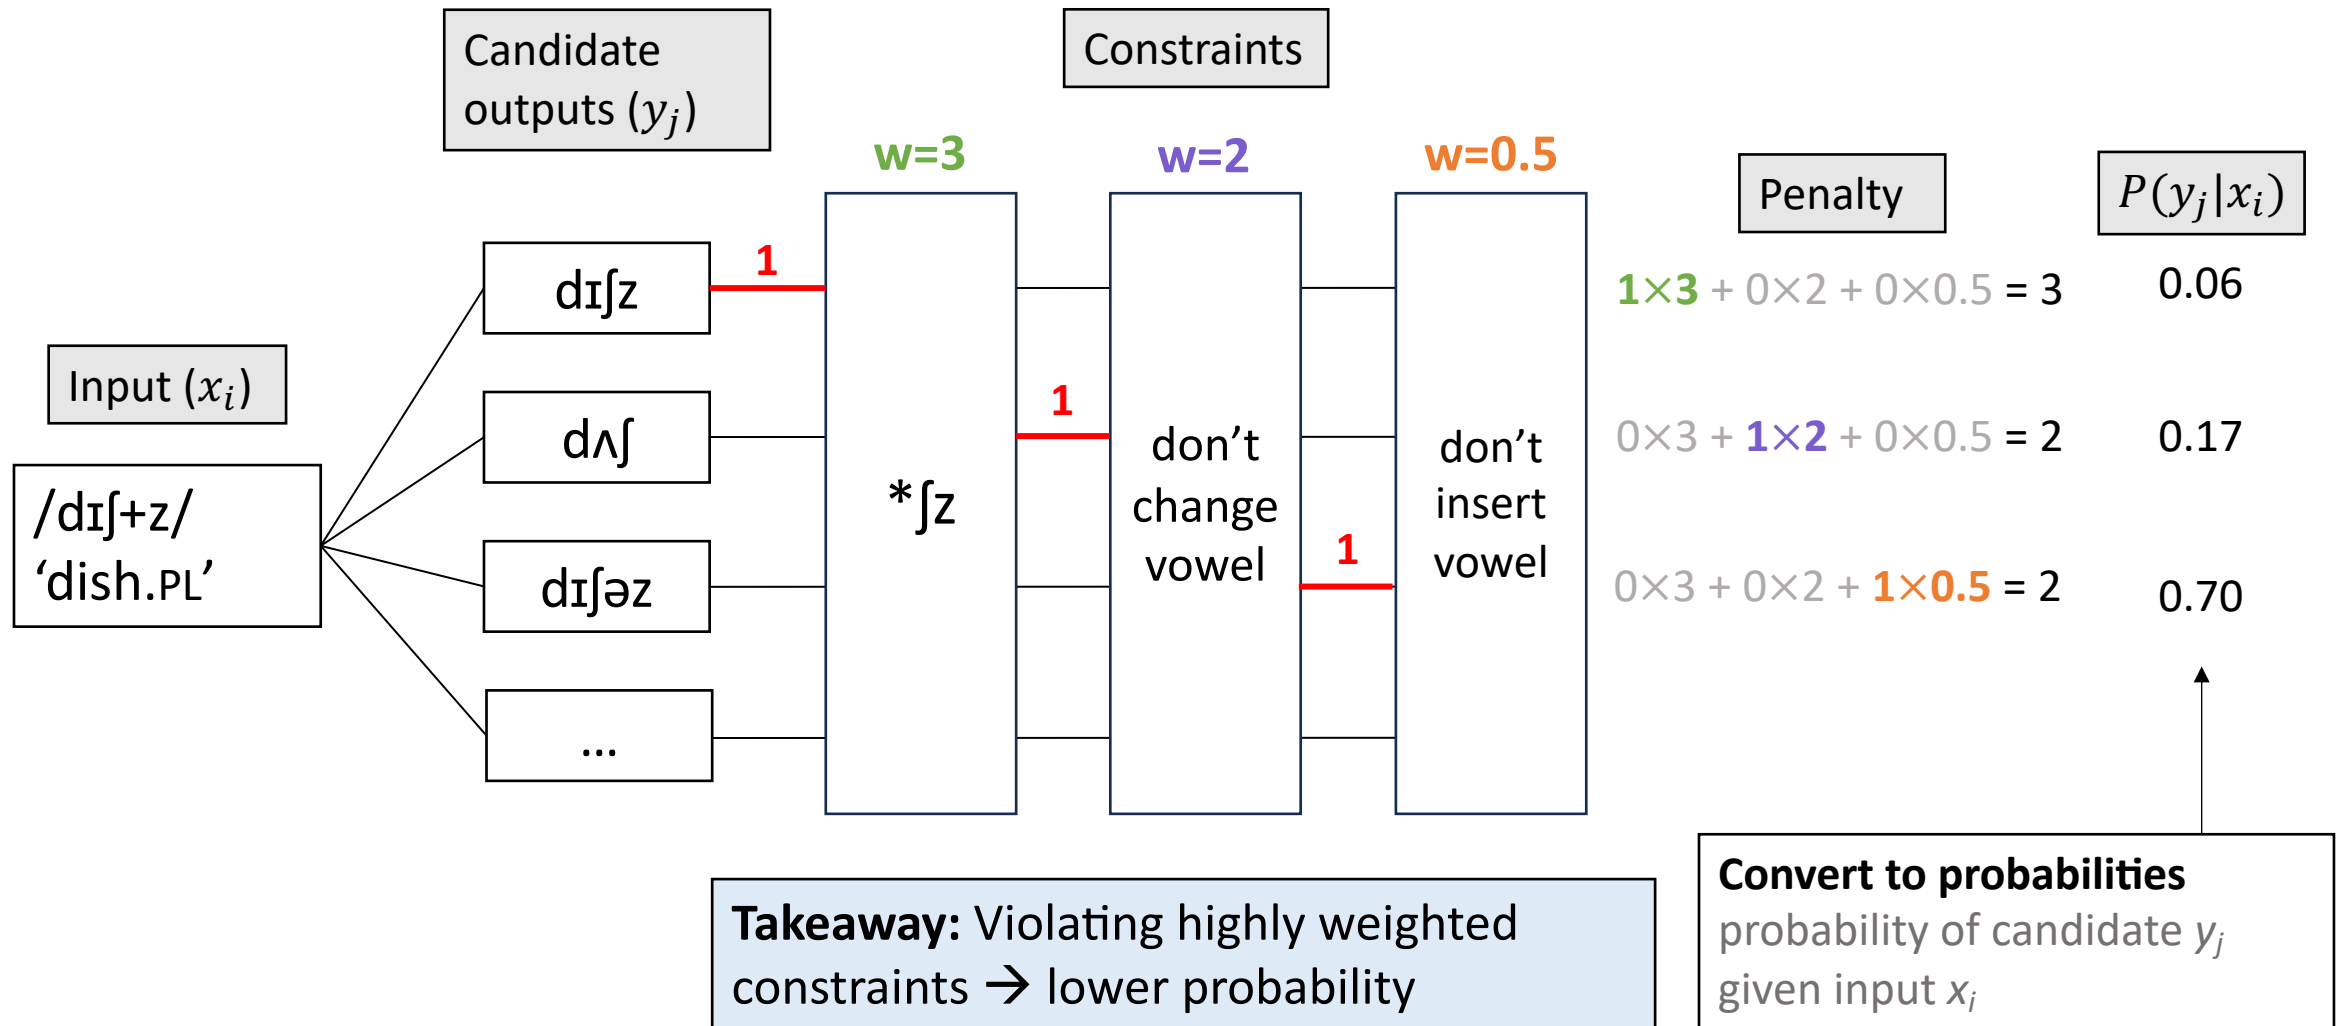 Candidate
outputs (yⱼ)
Constraints
w=3
w=2
w=0.5
Penalty
P(yⱼ|xᵢ)
Input (xᵢ)
/dɪʃ+z/
‘dish.PL’
dɪʃz
1
1×3 + 0×2 + 0×0.5 = 3
0.06
dʌʃ
1
0×3 + 1×2 + 0×0.5 = 2
0.17
dɪʃəz
1
0×3 + 0×2 + 1×0.5 = 2
0.70
...
*ʃz
don’t
change
vowel
don’t
insert
vowel
Takeaway: Violating highly weighted
constraints → lower probability
Convert to probabilities
probability of candidate yⱼ
given input xᵢ